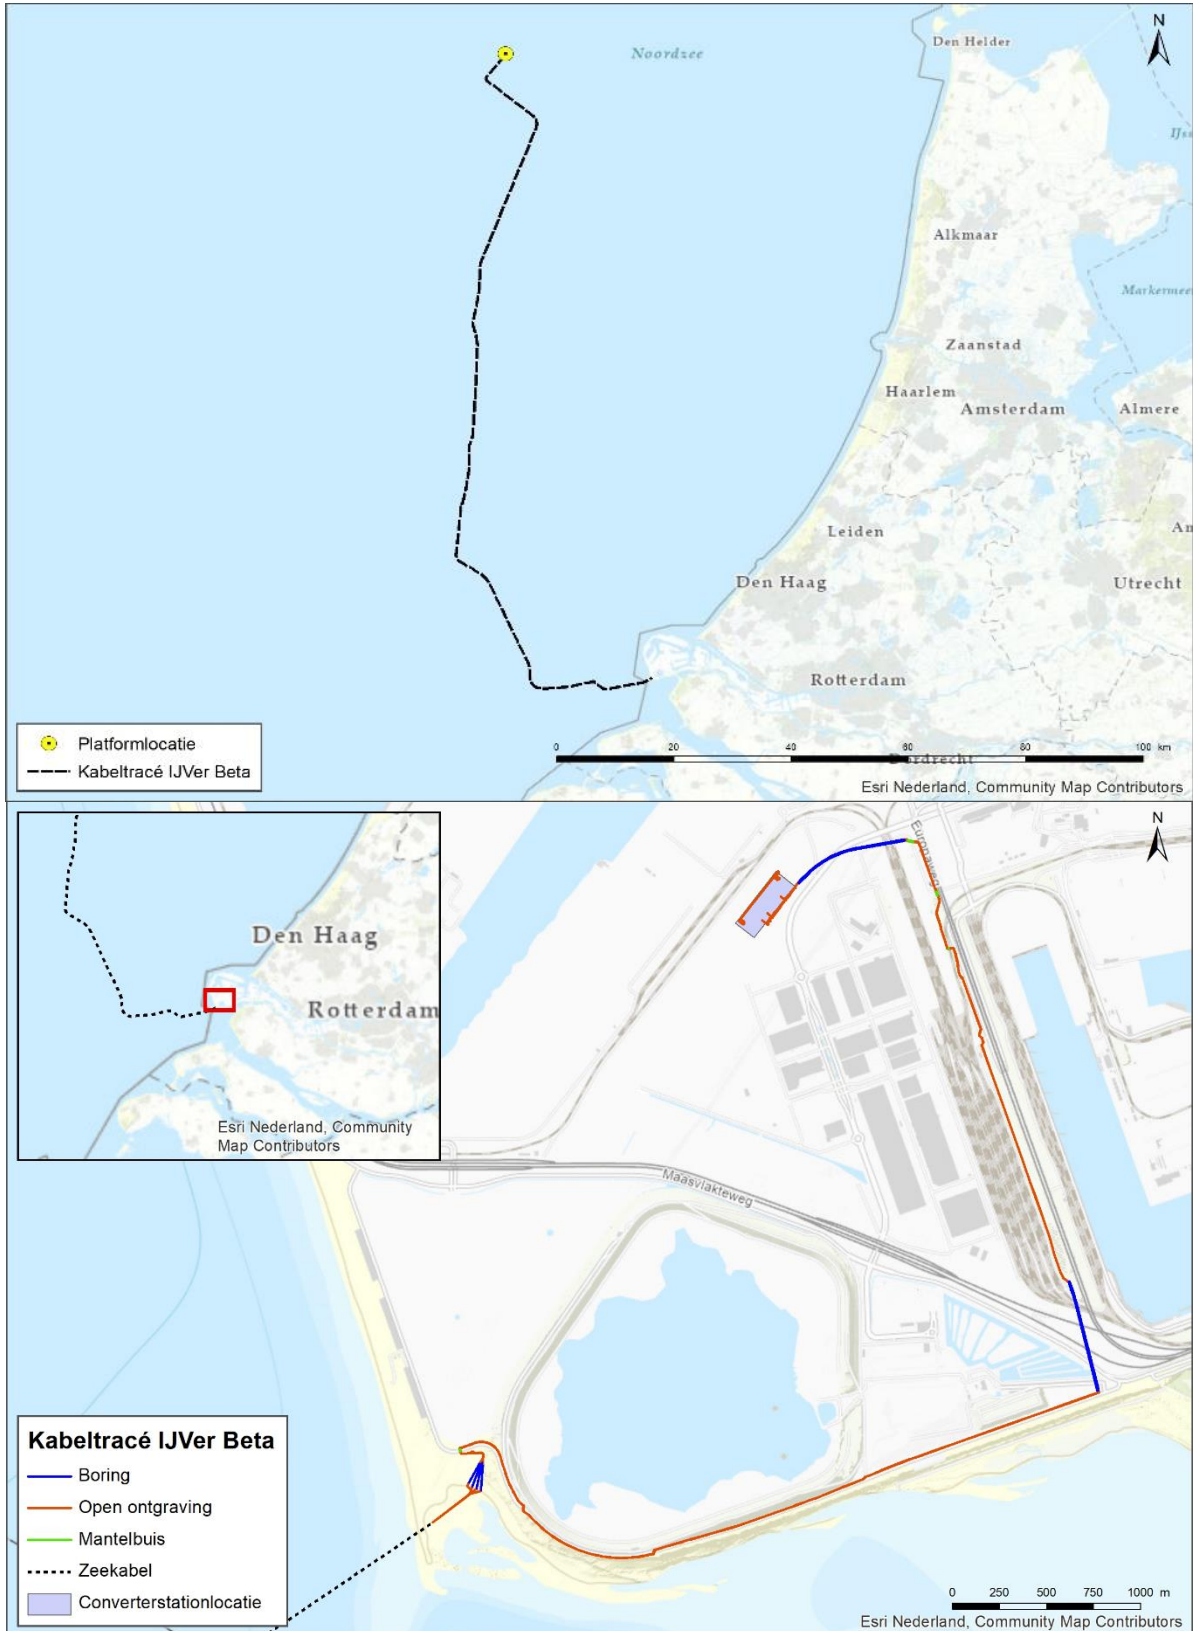 N
Den Helder
Noordzee
IJss
Alkmaar
Markermeer
Zaanstad
Haarlem
Amsterdam
Almere
Leiden
Am
Den Haag
Utrecht
Rotterdam
Platformlocatie
Kabeltracé IJVer Beta
0 20 40 60 80 100 km
Dordrecht
Esri Nederland, Community Map Contributors
N
Europaweg
Den Haag
Rotterdam
Esri Nederland, Community
Map Contributors
Maasvlakteweg
Kabeltracé IJVer Beta
Boring
Open ontgraving
Mantelbuis
Zeekabel
Converterstationlocatie
0 250 500 750 1000 m
Esri Nederland, Community Map Contributors